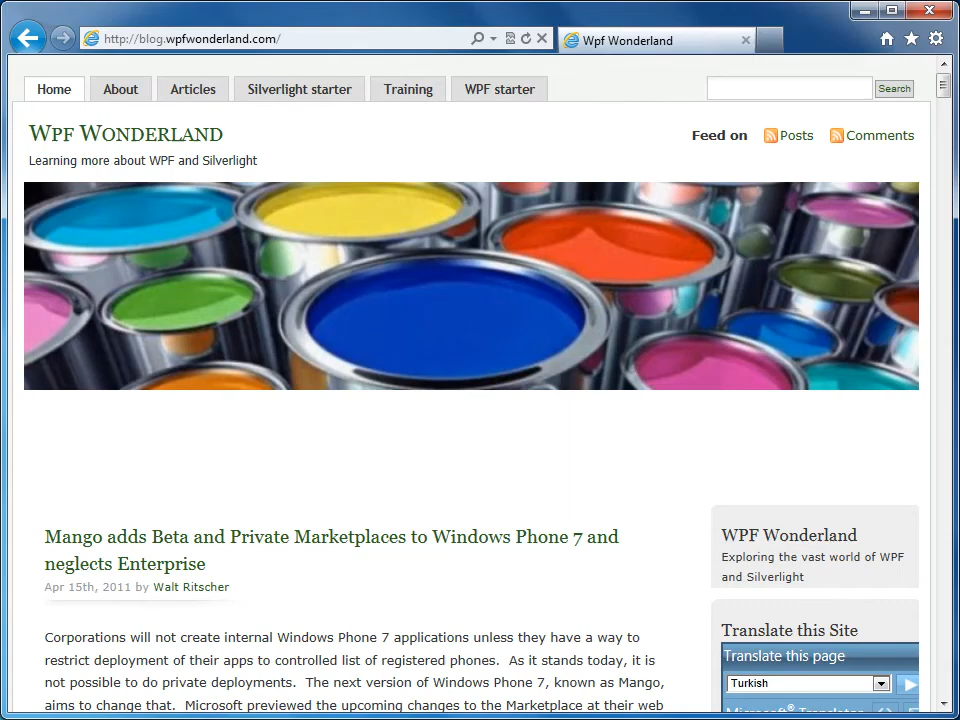 http://blog.wpfwonderland.com/
Wpf Wonderland
Home About Articles Silverlight starter Training WPF starter
Search
WPF WONDERLAND
Feed on Posts Comments
Learning more about WPF and Silverlight
Mango adds Beta and Private Marketplaces to Windows Phone 7 and
neglects Enterprise
Apr 15th, 2011 by Walt Ritscher
Corporations will not create internal Windows Phone 7 applications unless they have a way to
restrict deployment of their apps to controlled list of registered phones. As it stands today, it is
not possible to do private deployments. The next version of Windows Phone 7, known as Mango,
aims to change that. Microsoft previewed the upcoming changes to the Marketplace at their web
WPF Wonderland
Exploring the vast world of WPF
and Silverlight
Translate this Site
Translate this page
Turkish
Microsoft® Translator